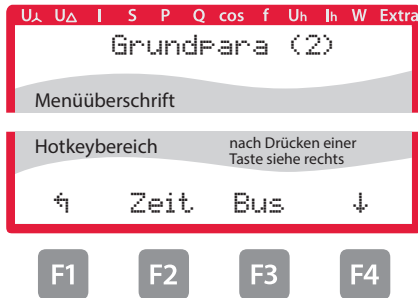 U⅄ U△ I S P Q cos f Uh Ih W Extra
Grundpara (2)
Menüüberschrift
Hotkeybereich
nach Drücken einer
Taste siehe rechts
↰ Zeit Bus ↓
F1 F2 F3 F4